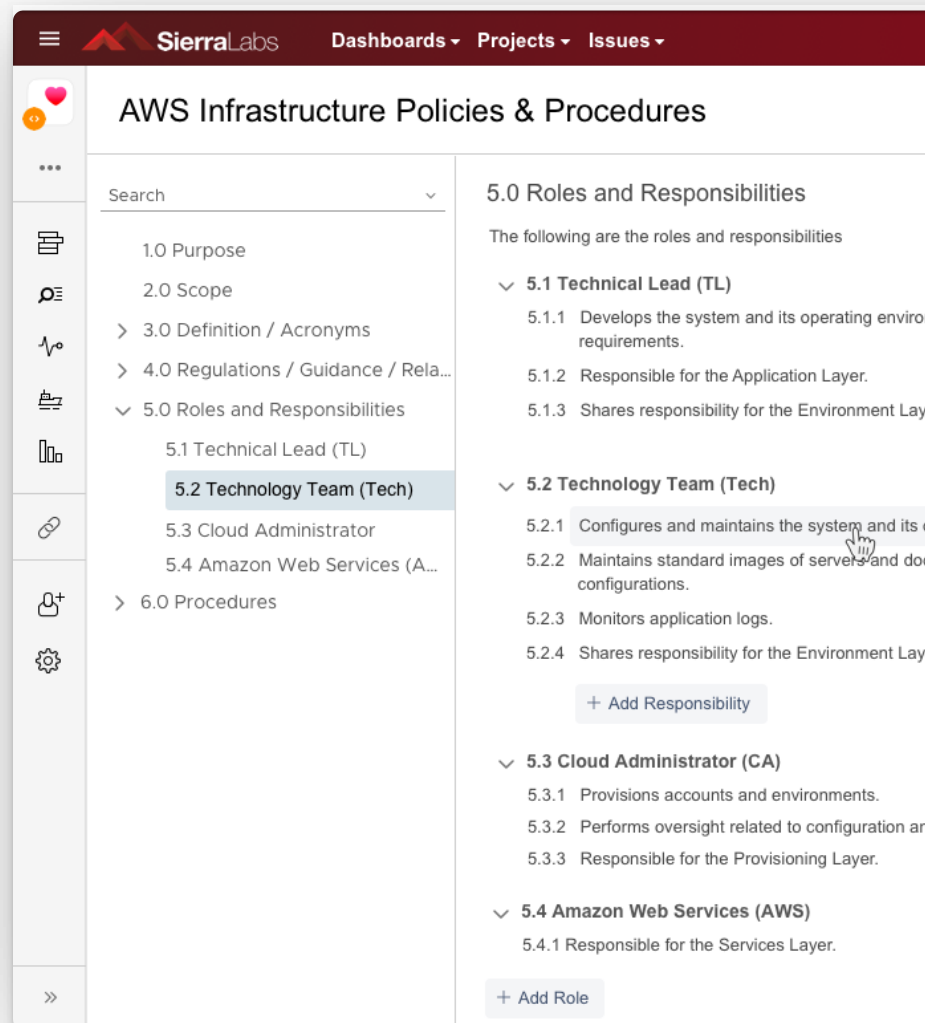 SierraLabs Dashboards Projects Issues
AWS Infrastructure Policies & Procedures
Search
1.0 Purpose
2.0 Scope
3.0 Definition / Acronyms
4.0 Regulations / Guidance / Rela...
5.0 Roles and Responsibilities
5.1 Technical Lead (TL)
5.2 Technology Team (Tech)
5.3 Cloud Administrator
5.4 Amazon Web Services (A...
6.0 Procedures
5.0 Roles and Responsibilities
The following are the roles and responsibilities
5.1 Technical Lead (TL)
5.1.1 Develops the system and its operating
requirements.
5.1.2 Responsible for the Application Layer.
5.1.3 Shares responsibility for the Environment
5.2 Technology Team (Tech)
5.2.1 Configures and maintains the system and its
5.2.2 Maintains standard images of servers and
configurations.
5.2.3 Monitors application logs.
5.2.4 Shares responsibility for the Environment
+ Add Responsibility
5.3 Cloud Administrator (CA)
5.3.1 Provisions accounts and environments.
5.3.2 Performs oversight related to configuration
5.3.3 Responsible for the Provisioning Layer.
5.4 Amazon Web Services (AWS)
5.4.1 Responsible for the Services Layer.
+ Add Role